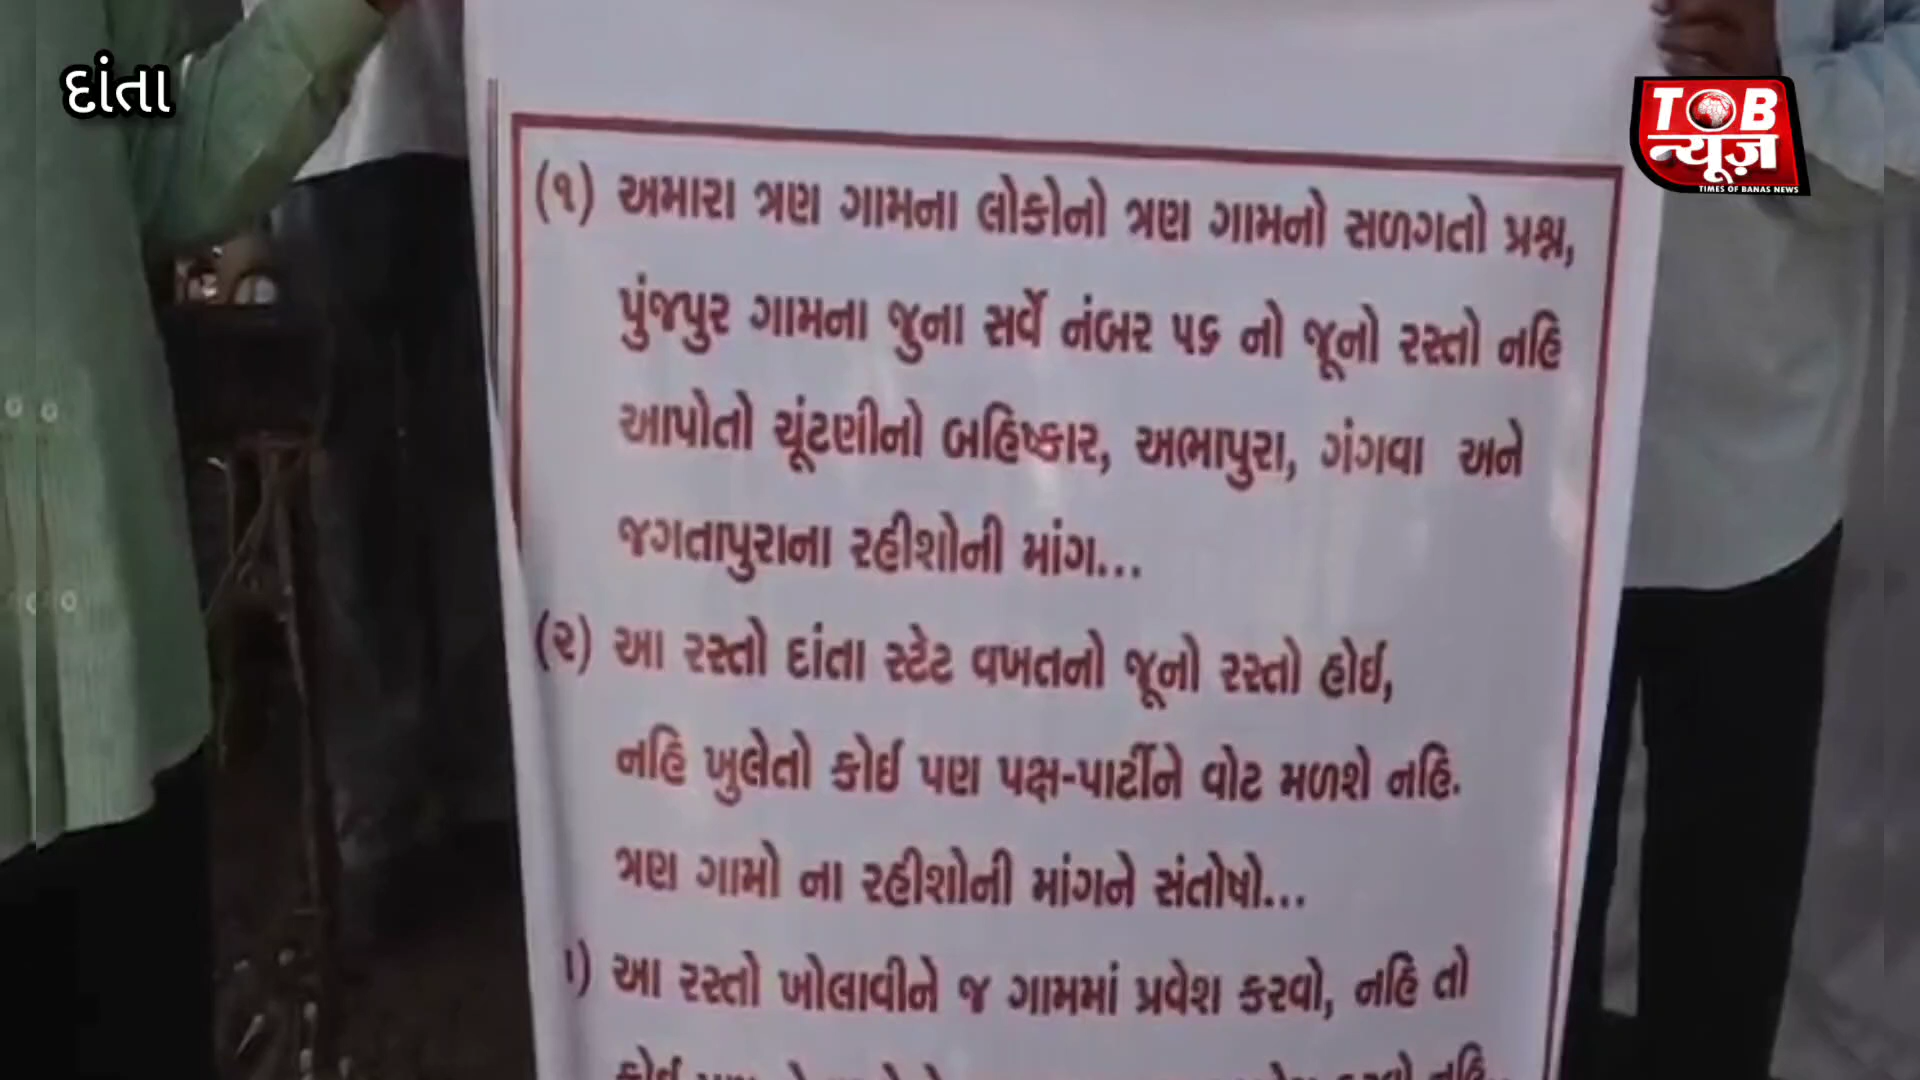 દાંતા
TOB
न्यूज़
TIMES OF BANAS NEWS
(૧) અમારા ત્રણ ગામના લોકોનો ત્રણ ગામનો સળગતો પ્રશ્ન,
પુંજપુર ગામના જુના સર્વે નંબર ૫૬ નો જૂનો રસ્તો નહિ
આપોતો ચૂંટણીનો બહિષ્કાર, અભાપુરા, ગંગવા અને
જગતાપુરાના રહીશોની માંગ...
(૨) આ રસ્તો દાંતા સ્ટેટ વખતનો જૂનો રસ્તો હોઈ,
નહિ ખુલેતો કોઈ પણ પક્ષ-પાર્ટીને વોટ મળશે નહિ.
ત્રણ ગામો ના રહીશોની માંગને સંતોષો...
આ રસ્તો ખોલાવીને જ ગામમાં પ્રવેશ કરવો, નહિ તો
કોઈ